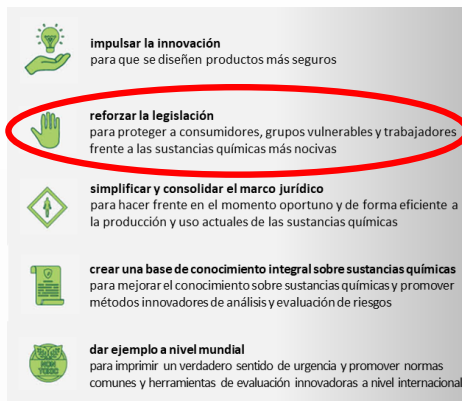 impulsar la innovación
para que se diseñen productos más seguros
reforzar la legislación
para proteger a consumidores, grupos vulnerables y trabajadores
frente a las sustancias químicas más nocivas
simplificar y consolidar el marco jurídico
para hacer frente en el momento oportuno y de forma eficiente a
la producción y uso actuales de las sustancias químicas
crear una base de conocimiento integral sobre sustancias químicas
para mejorar el conocimiento sobre sustancias químicas y promover
métodos innovadores de análisis y evaluación de riesgos
NON
TOXIC
dar ejemplo a nivel mundial
para imprimir un verdadero sentido de urgencia y promover normas
comunes y herramientas de evaluación innovadoras a nivel internacional